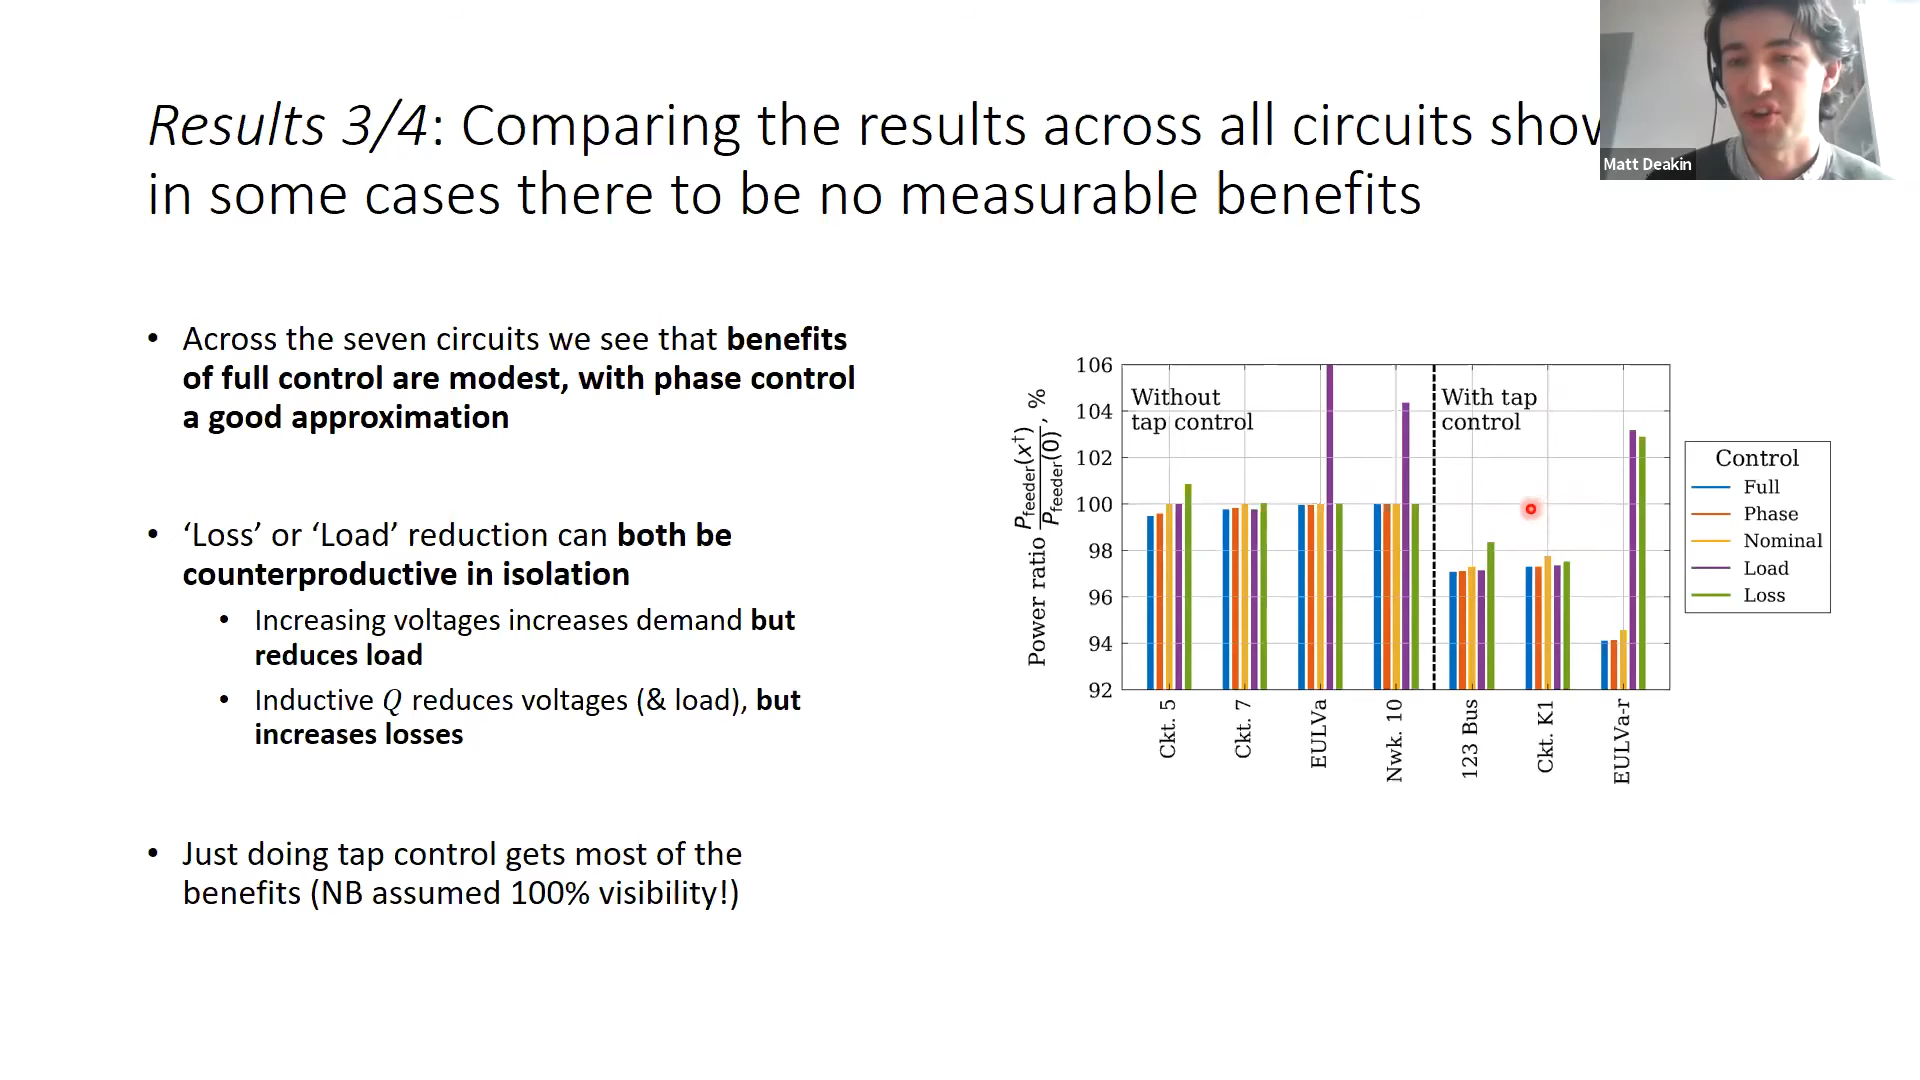 Results 3/4: Comparing the results across all circuits show
in some cases there to be no measurable benefits
Matt Deakin
• Across the seven circuits we see that benefits
of full control are modest, with phase control
a good approximation
• ‘Loss’ or ‘Load’ reduction can both be
counterproductive in isolation
• Increasing voltages increases demand but
reduces load
• Inductive Q reduces voltages (& load), but
increases losses
• Just doing tap control gets most of the
benefits (NB assumed 100% visibility!)
Power ratio P_feeder(x†) / P_feeder(0), %
106
104
102
100
98
96
94
92
Without
tap control
With tap
control
Ckt. 5
Ckt. 7
EULVa
Nwk. 10
123 Bus
Ckt. K1
EULVa-r
Control
Full
Phase
Nominal
Load
Loss